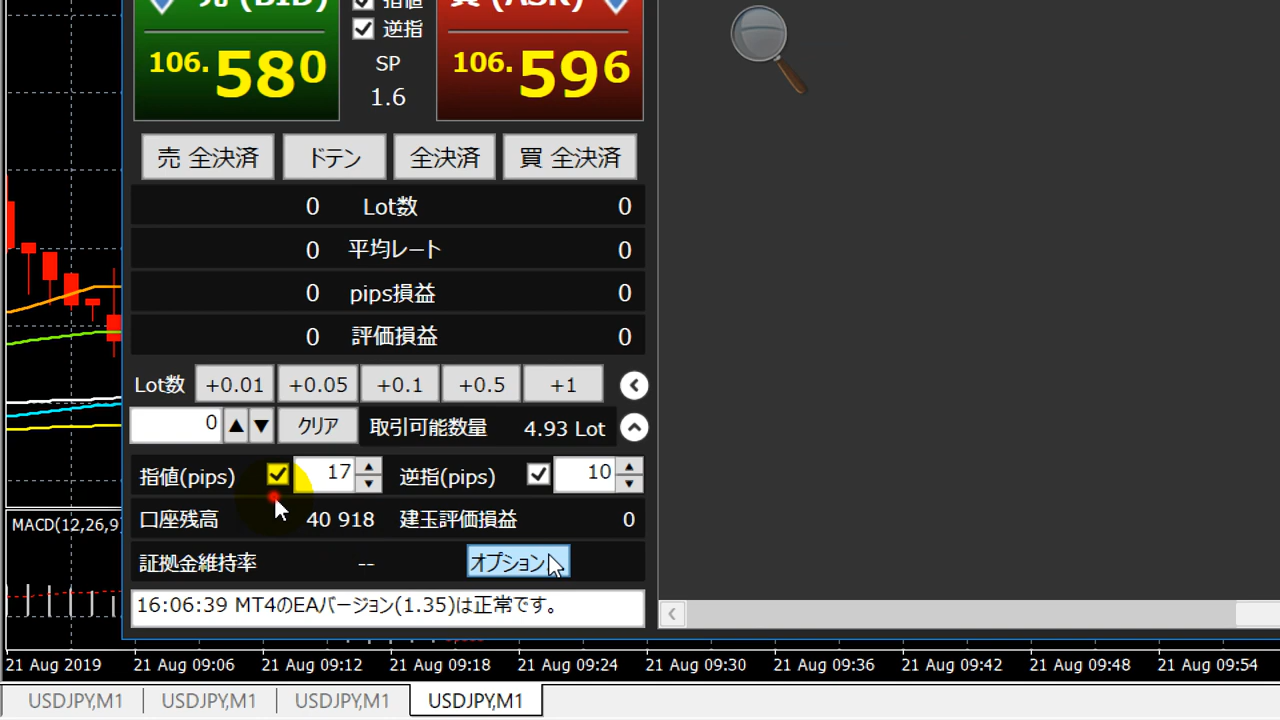 売 (BID) 指値 買 (ASK)
逆指
106.580 SP 106.596
1.6
売 全決済 ドテン 全決済 買 全決済
0 Lot数 0
0 平均レート 0
0 pips損益 0
0 評価損益 0
Lot数 +0.01 +0.05 +0.1 +0.5 +1
0 クリア 取引可能数量 4.93 Lot
指値(pips) 17 逆指(pips) 10
口座残高 40 918 建玉評価損益 0
証拠金維持率 -- オプション
16:06:39 MT4のEAバージョン(1.35)は正常です。
MACD(12,26,9)
21 Aug 2019 21 Aug 09:06 21 Aug 09:12 21 Aug 09:18 21 Aug 09:24 21 Aug 09:30 21 Aug 09:36 21 Aug 09:42 21 Aug 09:48 21 Aug 09:54
USDJPY,M1 USDJPY,M1 USDJPY,M1 USDJPY,M1